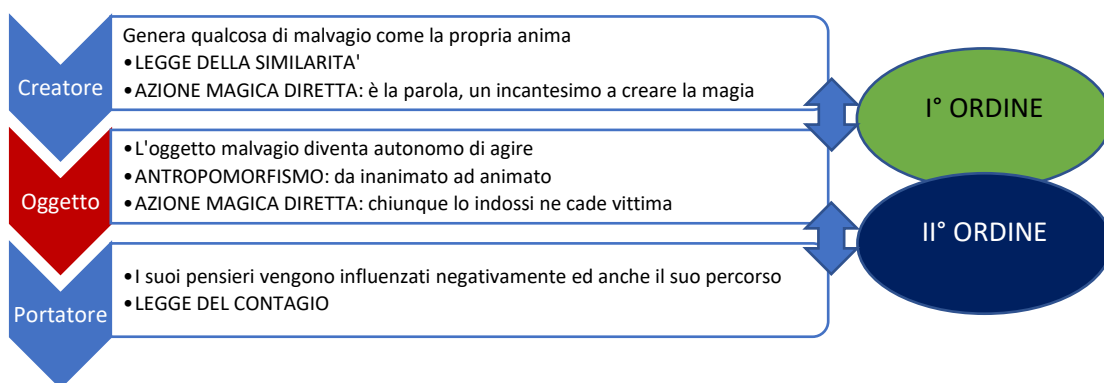 Creatore
Genera qualcosa di malvagio come la propria anima
•LEGGE DELLA SIMILARITA'
•AZIONE MAGICA DIRETTA: è la parola, un incantesimo a creare la magia
Oggetto
•L'oggetto malvagio diventa autonomo di agire
•ANTROPOMORFISMO: da inanimato ad animato
•AZIONE MAGICA DIRETTA: chiunque lo indossi ne cade vittima
Portatore
•I suoi pensieri vengono influenzati negativamente ed anche il suo percorso
•LEGGE DEL CONTAGIO
I° ORDINE
II° ORDINE